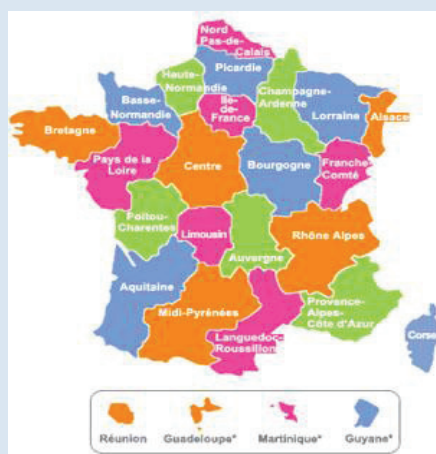 Nord
Pas-de-
Calais
Picardie
Haute-
Normandie
Basse-
Normandie
Ile-
de-
France
Champagne-
Ardenne
Lorraine
Alsace
Bretagne
Pays de la
Loire
Centre
Bourgogne
Franche-
Comté
Poitou-
Charentes
Limousin
Auvergne
Rhône Alpes
Aquitaine
Midi-Pyrénées
Languedoc-
Roussillon
Provence-
Alpes-
Côte d'Azur
Corse
Réunion
Guadeloupe*
Martinique*
Guyane*